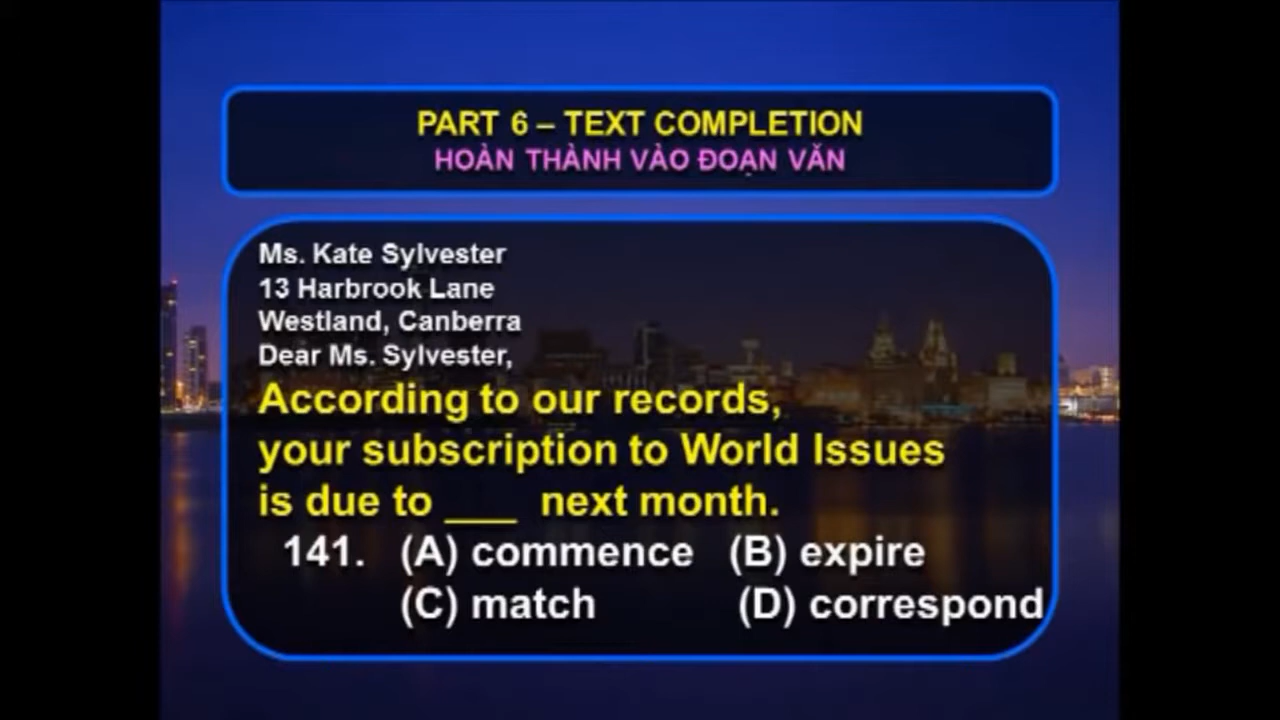 PART 6 – TEXT COMPLETION
HOÀN THÀNH VÀO ĐOẠN VĂN
Ms. Kate Sylvester
13 Harbrook Lane
Westland, Canberra
Dear Ms. Sylvester,
According to our records,
your subscription to World Issues
is due to ___ next month.
141. (A) commence (B) expire
(C) match (D) correspond